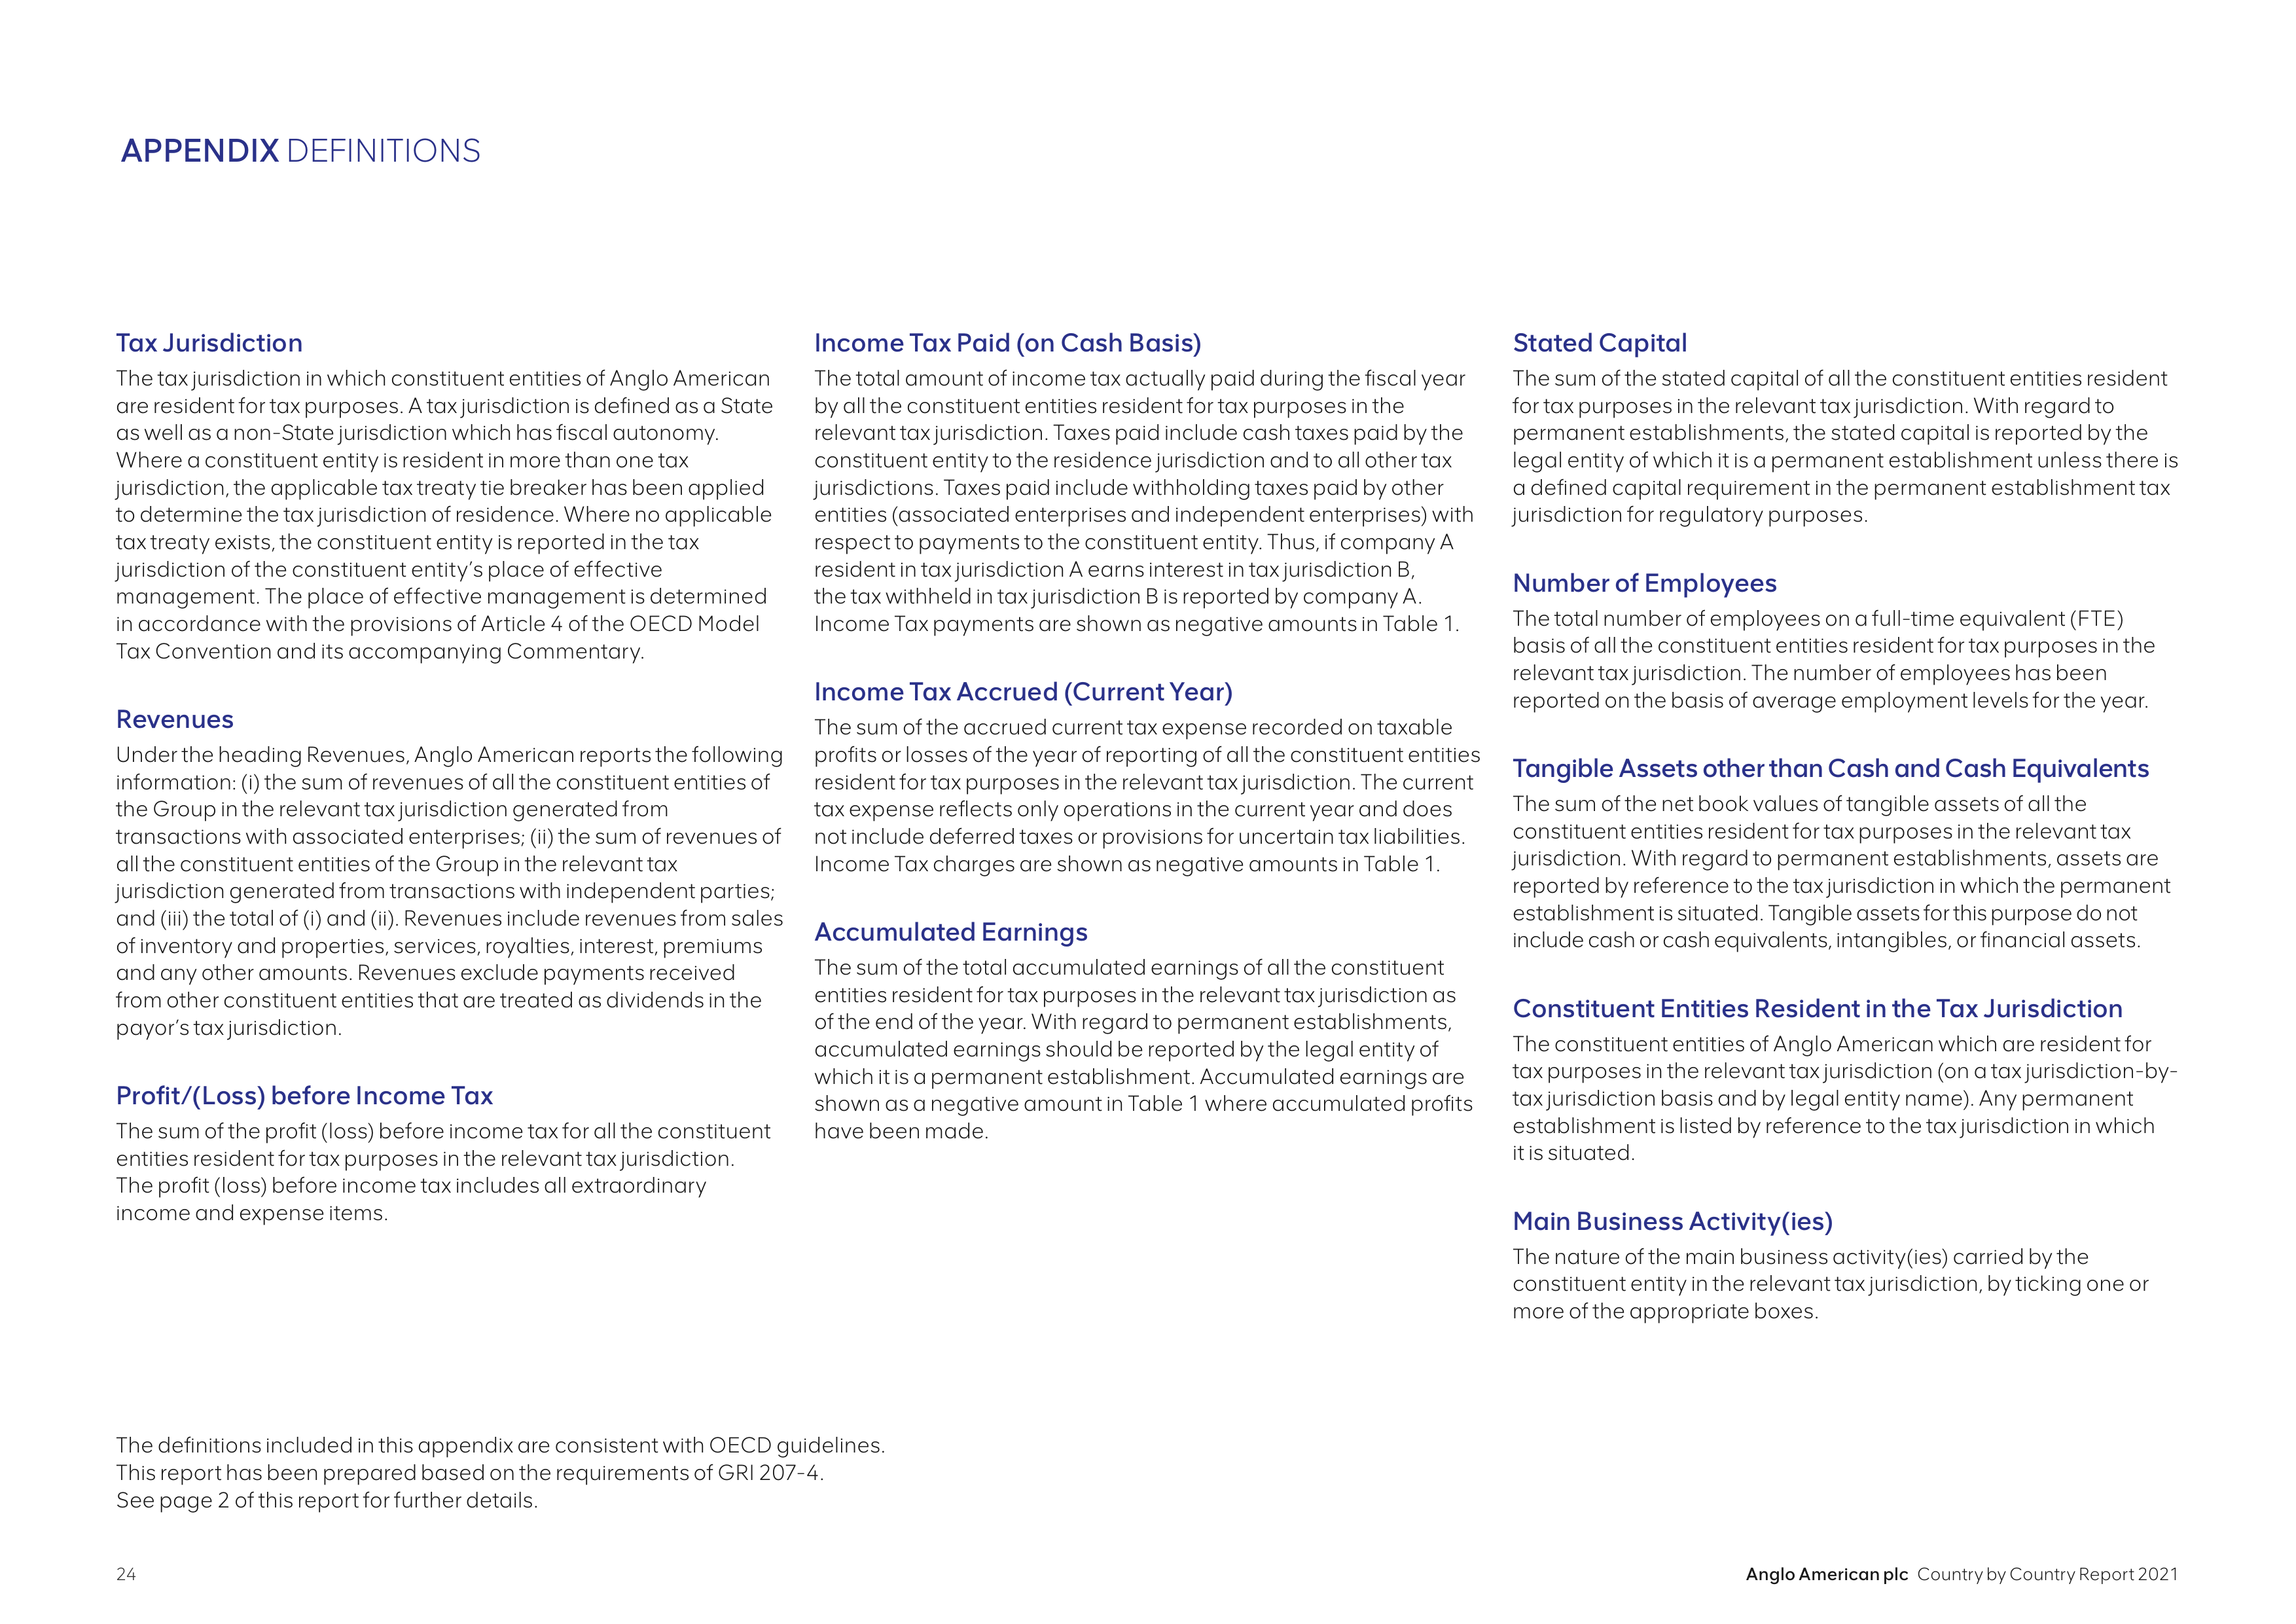 APPENDIX DEFINITIONS
Tax Jurisdiction
The tax jurisdiction in which constituent entities of Anglo American
are resident for tax purposes. A tax jurisdiction is defined as a State
as well as a non-State jurisdiction which has fiscal autonomy.
Where a constituent entity is resident in more than one tax
jurisdiction, the applicable tax treaty tie breaker has been applied
to determine the tax jurisdiction of residence. Where no applicable
tax treaty exists, the constituent entity is reported in the tax
jurisdiction of the constituent entity’s place of effective
management. The place of effective management is determined
in accordance with the provisions of Article 4 of the OECD Model
Tax Convention and its accompanying Commentary.
Revenues
Under the heading Revenues, Anglo American reports the following
information: (i) the sum of revenues of all the constituent entities of
the Group in the relevant tax jurisdiction generated from
transactions with associated enterprises; (ii) the sum of revenues of
all the constituent entities of the Group in the relevant tax
jurisdiction generated from transactions with independent parties;
and (iii) the total of (i) and (ii). Revenues include revenues from sales
of inventory and properties, services, royalties, interest, premiums
and any other amounts. Revenues exclude payments received
from other constituent entities that are treated as dividends in the
payor’s tax jurisdiction.
Profit/(Loss) before Income Tax
The sum of the profit (loss) before income tax for all the constituent
entities resident for tax purposes in the relevant tax jurisdiction.
The profit (loss) before income tax includes all extraordinary
income and expense items.
Income Tax Paid (on Cash Basis)
The total amount of income tax actually paid during the fiscal year
by all the constituent entities resident for tax purposes in the
relevant tax jurisdiction. Taxes paid include cash taxes paid by the
constituent entity to the residence jurisdiction and to all other tax
jurisdictions. Taxes paid include withholding taxes paid by other
entities (associated enterprises and independent enterprises) with
respect to payments to the constituent entity. Thus, if company A
resident in tax jurisdiction A earns interest in tax jurisdiction B,
the tax withheld in tax jurisdiction B is reported by company A.
Income Tax payments are shown as negative amounts in Table 1.
Income Tax Accrued (Current Year)
The sum of the accrued current tax expense recorded on taxable
profits or losses of the year of reporting of all the constituent entities
resident for tax purposes in the relevant tax jurisdiction. The current
tax expense reflects only operations in the current year and does
not include deferred taxes or provisions for uncertain tax liabilities.
Income Tax charges are shown as negative amounts in Table 1.
Accumulated Earnings
The sum of the total accumulated earnings of all the constituent
entities resident for tax purposes in the relevant tax jurisdiction as
of the end of the year. With regard to permanent establishments,
accumulated earnings should be reported by the legal entity of
which it is a permanent establishment. Accumulated earnings are
shown as a negative amount in Table 1 where accumulated profits
have been made.
Stated Capital
The sum of the stated capital of all the constituent entities resident
for tax purposes in the relevant tax jurisdiction. With regard to
permanent establishments, the stated capital is reported by the
legal entity of which it is a permanent establishment unless there is
a defined capital requirement in the permanent establishment tax
jurisdiction for regulatory purposes.
Number of Employees
The total number of employees on a full-time equivalent (FTE)
basis of all the constituent entities resident for tax purposes in the
relevant tax jurisdiction. The number of employees has been
reported on the basis of average employment levels for the year.
Tangible Assets other than Cash and Cash Equivalents
The sum of the net book values of tangible assets of all the
constituent entities resident for tax purposes in the relevant tax
jurisdiction. With regard to permanent establishments, assets are
reported by reference to the tax jurisdiction in which the permanent
establishment is situated. Tangible assets for this purpose do not
include cash or cash equivalents, intangibles, or financial assets.
Constituent Entities Resident in the Tax Jurisdiction
The constituent entities of Anglo American which are resident for
tax purposes in the relevant tax jurisdiction (on a tax jurisdiction-by-
tax jurisdiction basis and by legal entity name). Any permanent
establishment is listed by reference to the tax jurisdiction in which
it is situated.
Main Business Activity(ies)
The nature of the main business activity(ies) carried by the
constituent entity in the relevant tax jurisdiction, by ticking one or
more of the appropriate boxes.
The definitions included in this appendix are consistent with OECD guidelines.
This report has been prepared based on the requirements of GRI 207-4.
See page 2 of this report for further details.
24
Anglo American plc Country by Country Report 2021